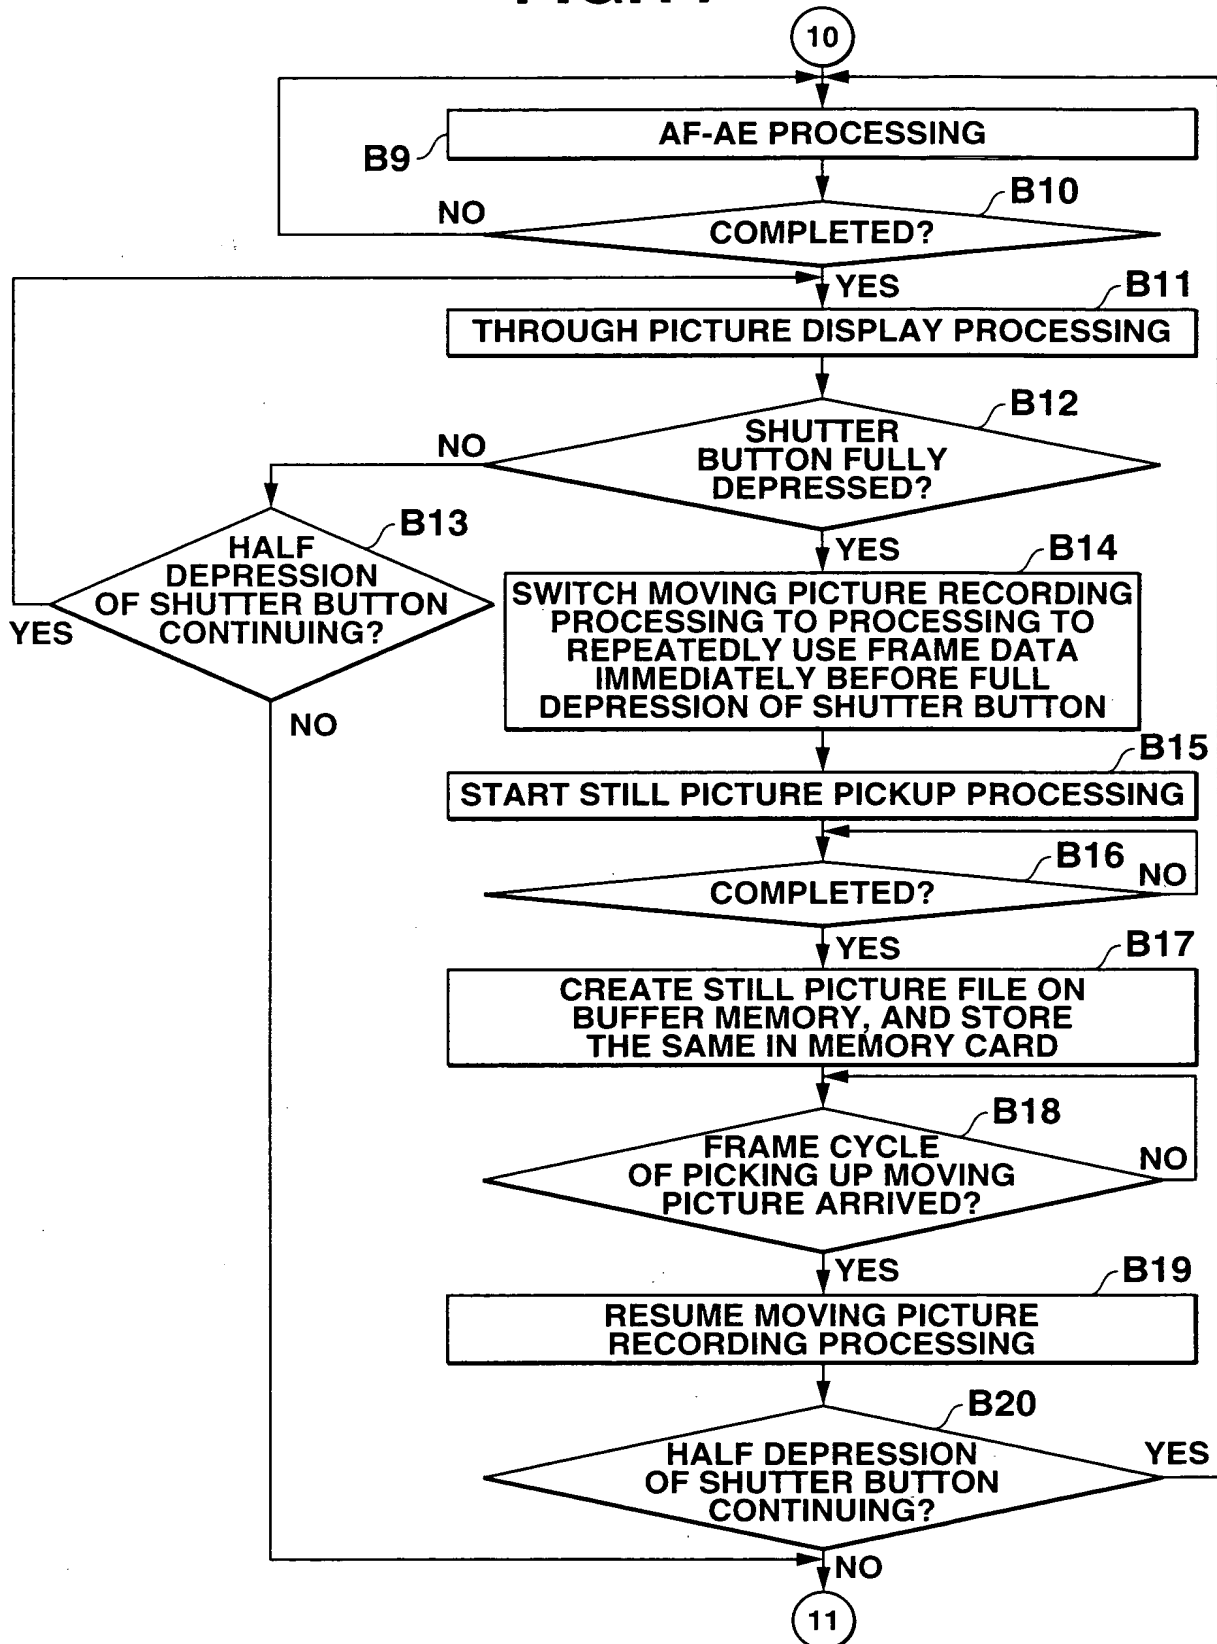 10
AF-AE PROCESSING
B9
B10
NO
COMPLETED?
YES
B11
THROUGH PICTURE DISPLAY PROCESSING
B12
NO
SHUTTER
BUTTON FULLY
DEPRESSED?
B13
YES
HALF
DEPRESSION
OF SHUTTER BUTTON
CONTINUING?
YES
NO
B14
SWITCH MOVING PICTURE RECORDING
PROCESSING TO PROCESSING TO
REPEATEDLY USE FRAME DATA
IMMEDIATELY BEFORE FULL
DEPRESSION OF SHUTTER BUTTON
B15
START STILL PICTURE PICKUP PROCESSING
B16
NO
COMPLETED?
YES
B17
CREATE STILL PICTURE FILE ON
BUFFER MEMORY, AND STORE
THE SAME IN MEMORY CARD
B18
FRAME CYCLE
OF PICKING UP MOVING
PICTURE ARRIVED?
NO
YES
B19
RESUME MOVING PICTURE
RECORDING PROCESSING
B20
HALF DEPRESSION
OF SHUTTER BUTTON
CONTINUING?
YES
NO
11